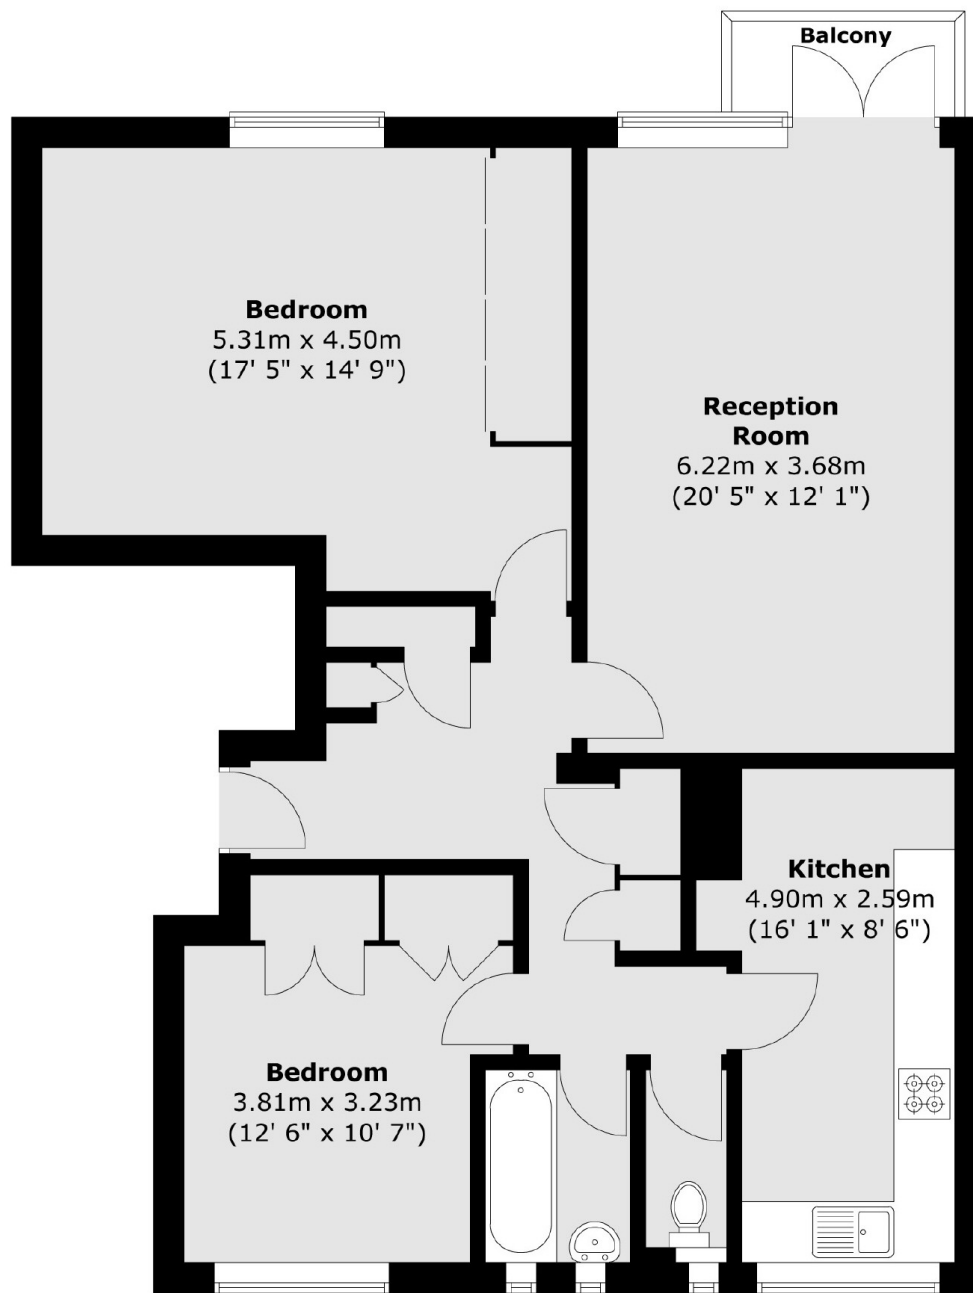 Balcony
Bedroom
5.31m x 4.50m
(17' 5" x 14' 9")
Reception
Room
6.22m x 3.68m
(20' 5" x 12' 1")
Kitchen
4.90m x 2.59m
(16' 1" x 8' 6")
Bedroom
3.81m x 3.23m
(12' 6" x 10' 7")